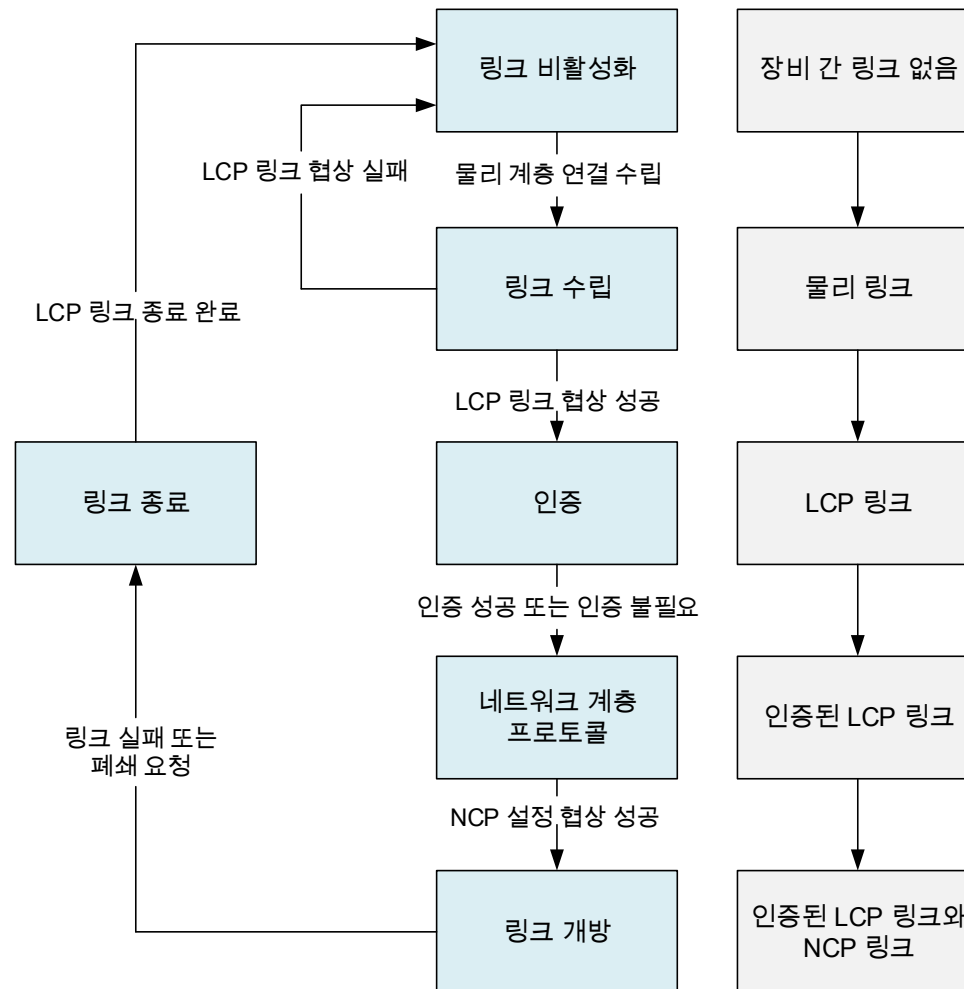 링크 비활성화
장비 간 링크 없음
LCP 링크 협상 실패
물리 계층 연결 수립
링크 수립
물리 링크
LCP 링크 종료 완료
LCP 링크 협상 성공
링크 종료
인증
LCP 링크
인증 성공 또는 인증 불필요
네트워크 계층
프로토콜
인증된 LCP 링크
링크 실패 또는
폐쇄 요청
NCP 설정 협상 성공
링크 개방
인증된 LCP 링크와
NCP 링크